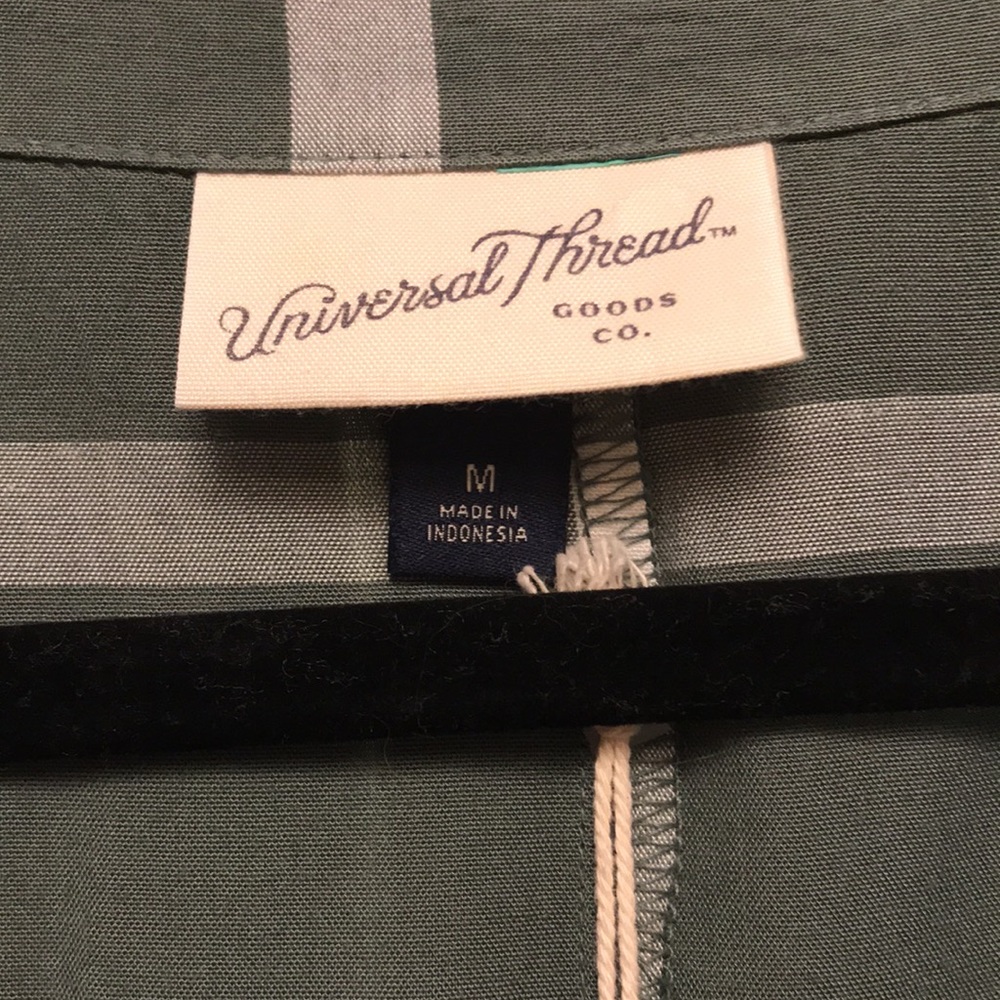 Universal Thread™
GOODS
CO.
M
MADE IN
INDONESIA